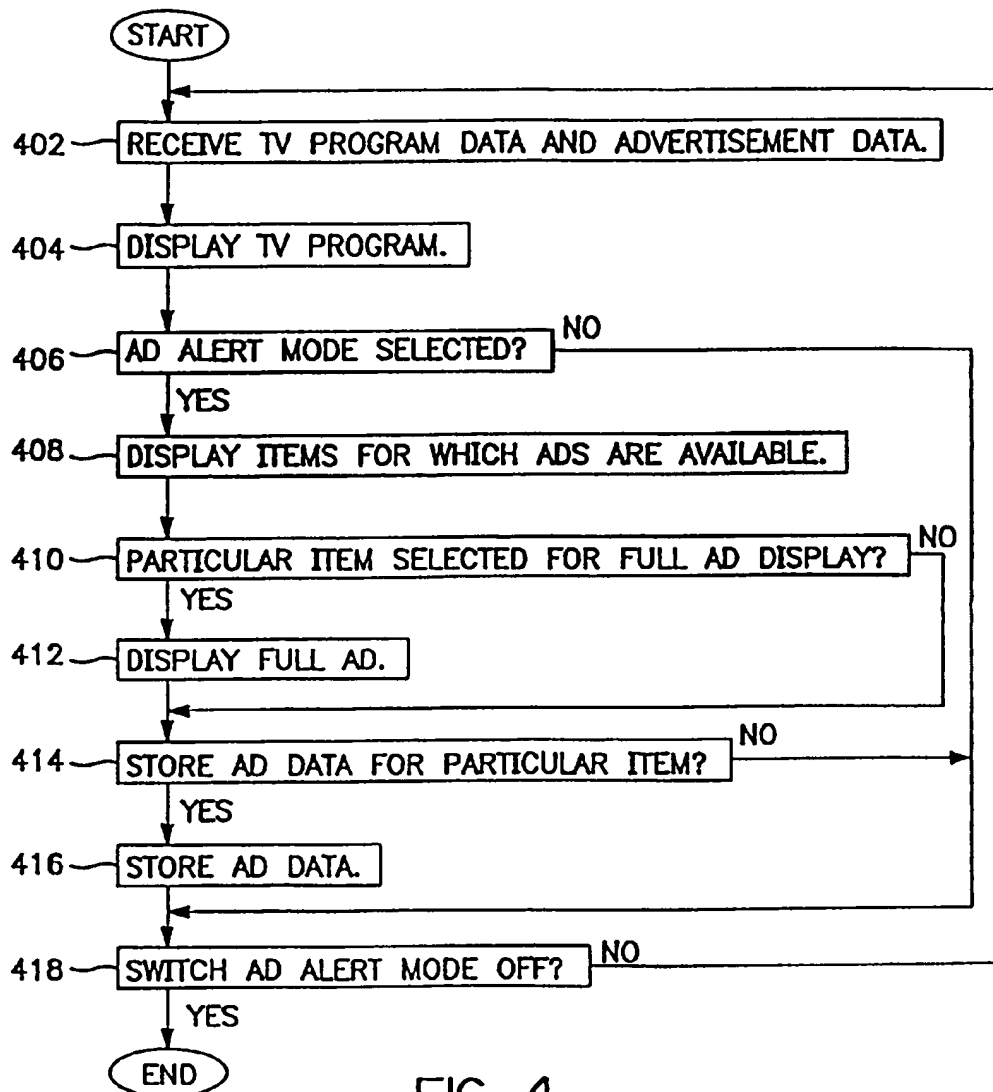 START
402 RECEIVE TV PROGRAM DATA AND ADVERTISEMENT DATA.
404 DISPLAY TV PROGRAM.
406 AD ALERT MODE SELECTED?
NO
YES
408 DISPLAY ITEMS FOR WHICH ADS ARE AVAILABLE.
410 PARTICULAR ITEM SELECTED FOR FULL AD DISPLAY?
NO
YES
412 DISPLAY FULL AD.
414 STORE AD DATA FOR PARTICULAR ITEM?
NO
YES
416 STORE AD DATA.
418 SWITCH AD ALERT MODE OFF?
NO
YES
END
FIG. 4